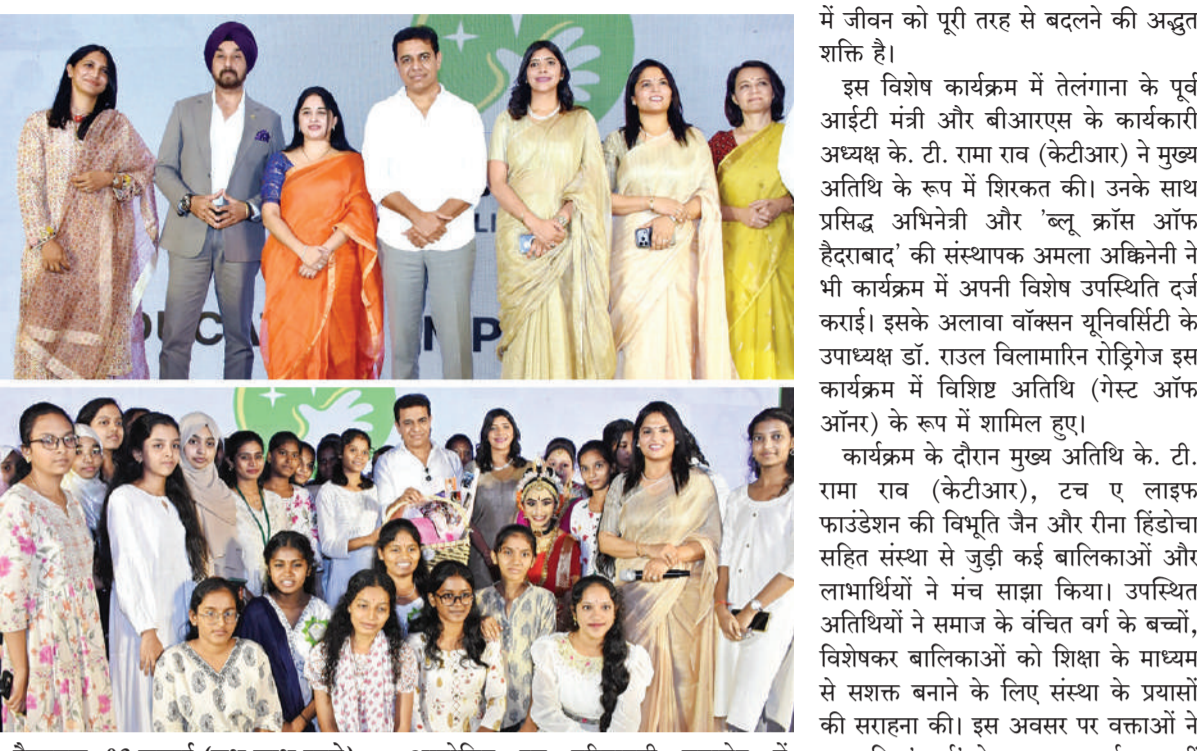 LI
DUCA
MP
में जीवन को पूरी तरह से बदलने की अद्भुत
शक्ति है।
इस विशेष कार्यक्रम में तेलंगाना के पूर्व
आईटी मंत्री और बीआरएस के कार्यकारी
अध्यक्ष के. टी. रामा राव (केटीआर) ने मुख्य
अतिथि के रूप में शिरकत की। उनके साथ
प्रसिद्ध अभिनेत्री और 'ब्लू क्रॉस ऑफ
हैदराबाद' की संस्थापक अमला अक्किनेनी ने
भी कार्यक्रम में अपनी विशेष उपस्थिति दर्ज
कराई। इसके अलावा वॉक्सन यूनिवर्सिटी के
उपाध्यक्ष डॉ. राउल विलामारिन रोड्रिगेज इस
कार्यक्रम में विशिष्ट अतिथि (गेस्ट ऑफ
ऑनर) के रूप में शामिल हुए।
कार्यक्रम के दौरान मुख्य अतिथि के. टी.
रामा राव (केटीआर), टच ए लाइफ
फाउंडेशन की विभूति जैन और रीना हिंडोचा
सहित संस्था से जुड़ी कई बालिकाओं और
लाभार्थियों ने मंच साझा किया। उपस्थित
अतिथियों ने समाज के वंचित वर्ग के बच्चों,
विशेषकर बालिकाओं को शिक्षा के माध्यम
से सशक्त बनाने के लिए संस्था के प्रयासों
की सराहना की। इस अवसर पर वक्ताओं ने